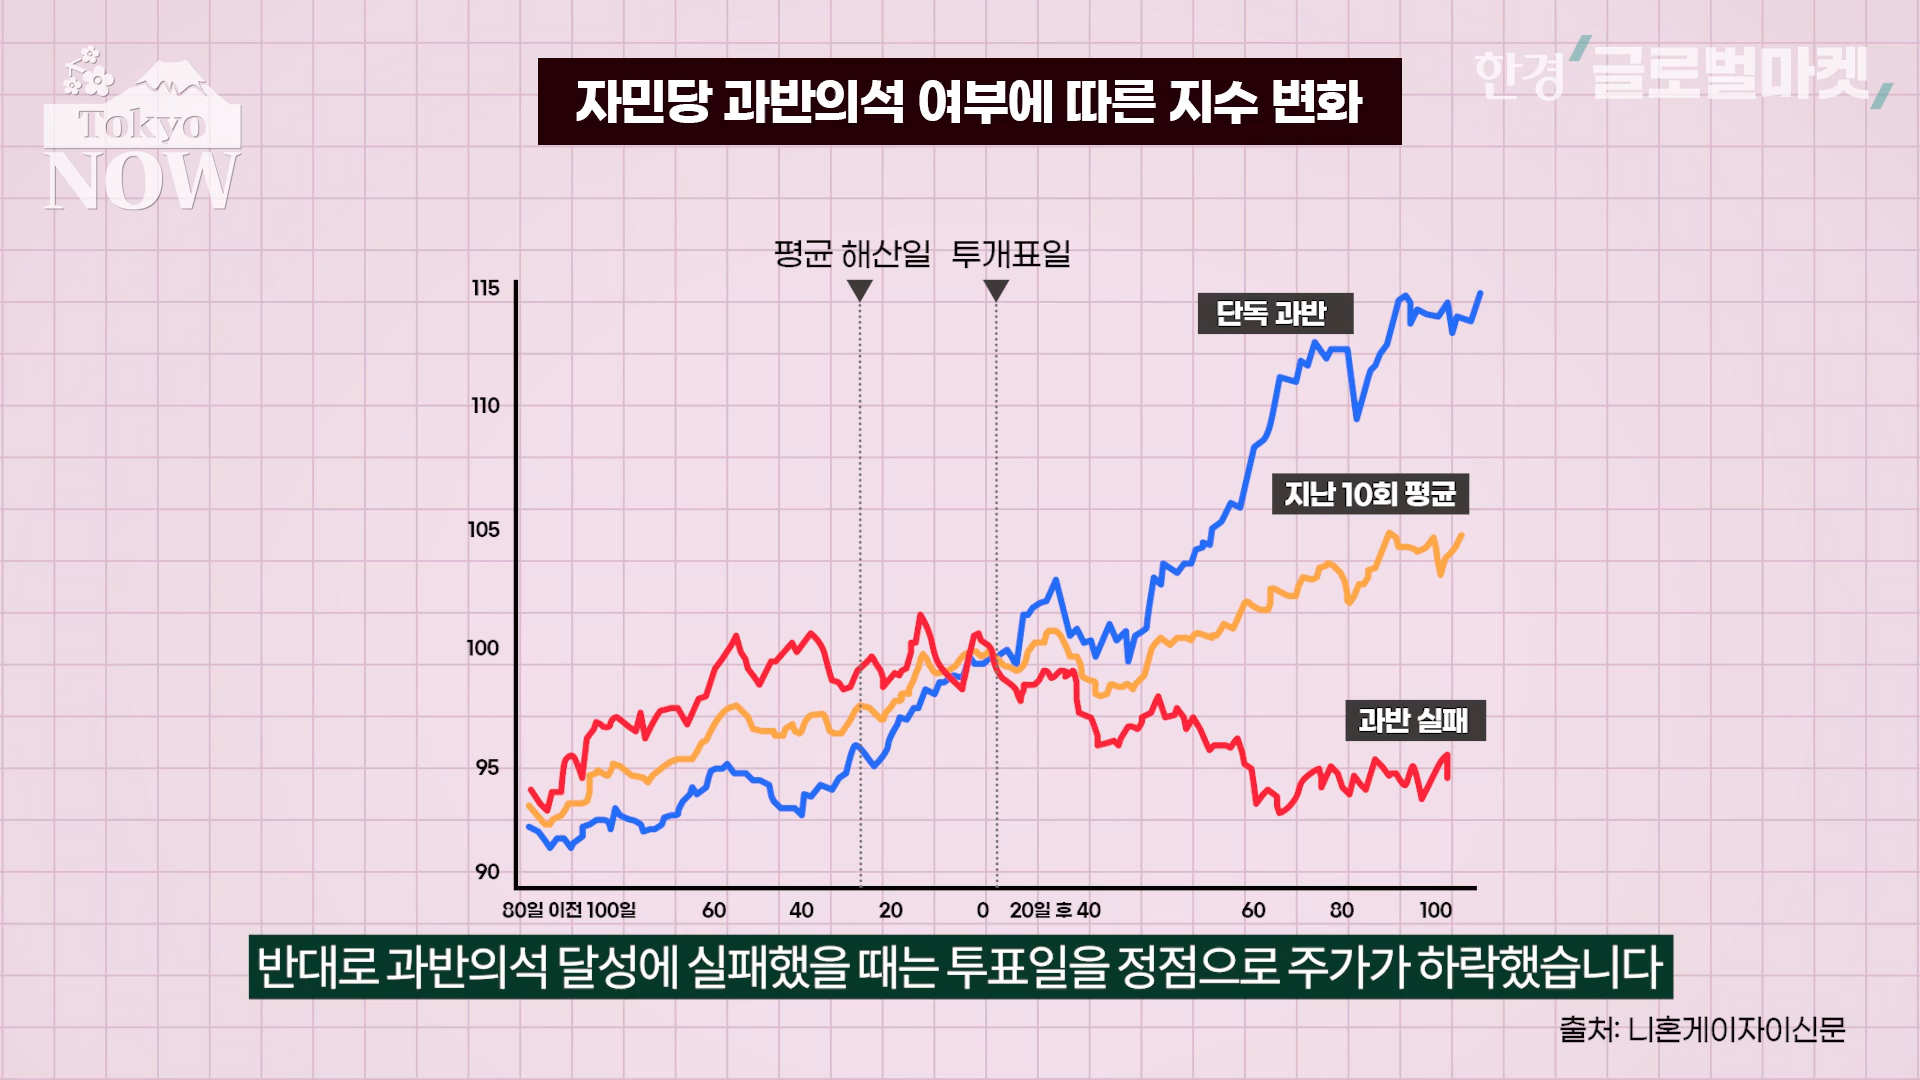 Tokyo
NOW
자민당 과반의석 여부에 따른 지수 변화
한경 글로벌마켓
평균 해산일 투개표일
115
110
105
100
95
90
단독 과반
지난 10회 평균
과반 실패
80일 이전 100일 60 40 20 0 20일 후 40 60 80 100
반대로 과반의석 달성에 실패했을 때는 투표일을 정점으로 주가가 하락했습니다
출처: 니혼게이자이신문